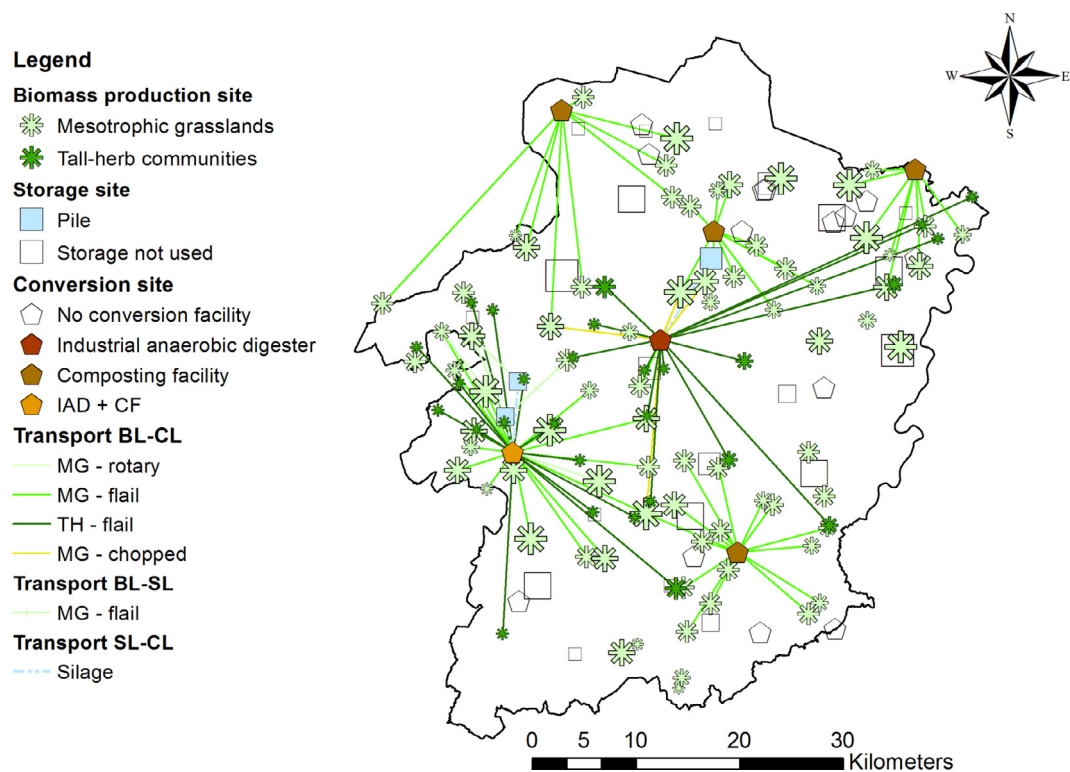 Legend
Biomass production site
Mesotrophic grasslands
Tall-herb communities
Storage site
Pile
Storage not used
Conversion site
No conversion facility
Industrial anaerobic digester
Composting facility
IAD + CF
Transport BL-CL
MG - rotary
MG - flail
TH - flail
MG - chopped
Transport BL-SL
MG - flail
Transport SL-CL
Silage
N
W E
S
0 5 10 20 30
Kilometers